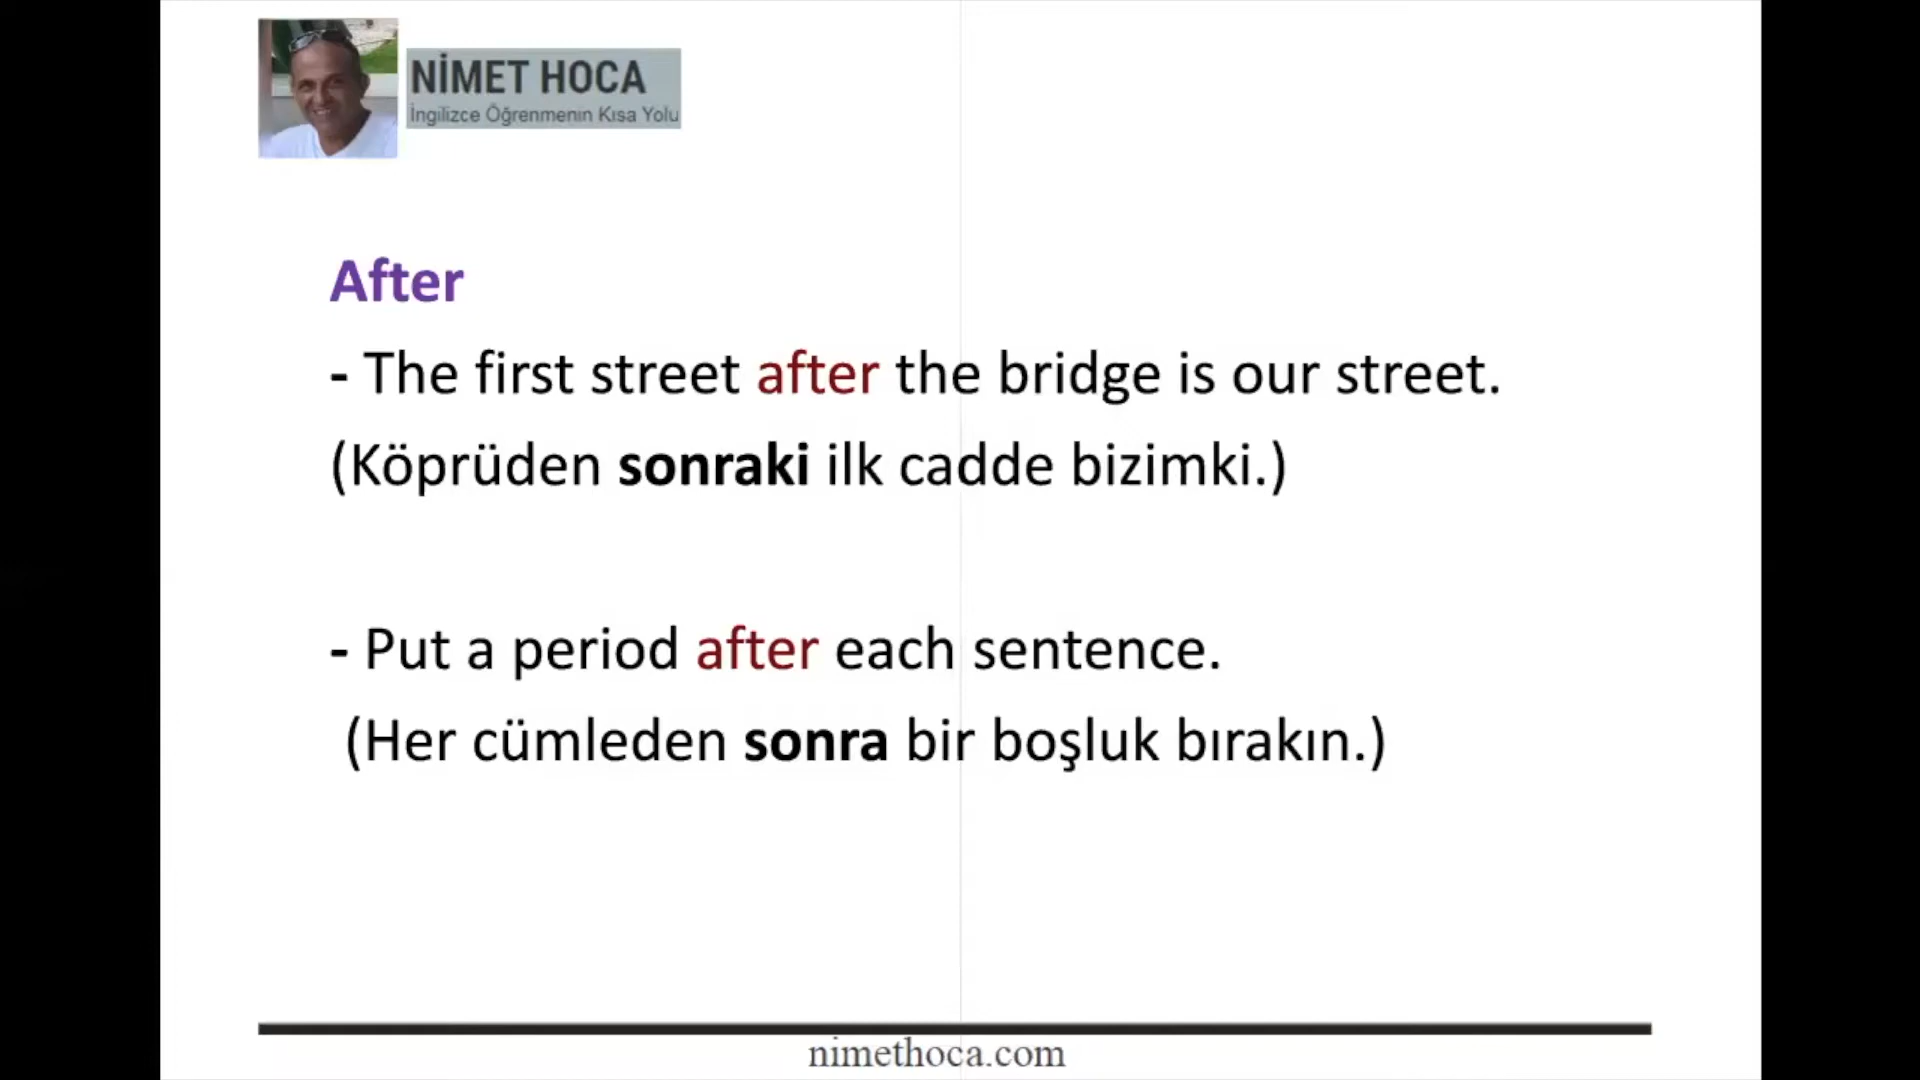 NİMET HOCA
İngilizce Öğrenmenin Kısa Yolu
After
- The first street after the bridge is our street.
(Köprüden sonraki ilk cadde bizimki.)
- Put a period after each sentence.
(Her cümleden sonra bir boşluk bırakın.)
nimethoca.com